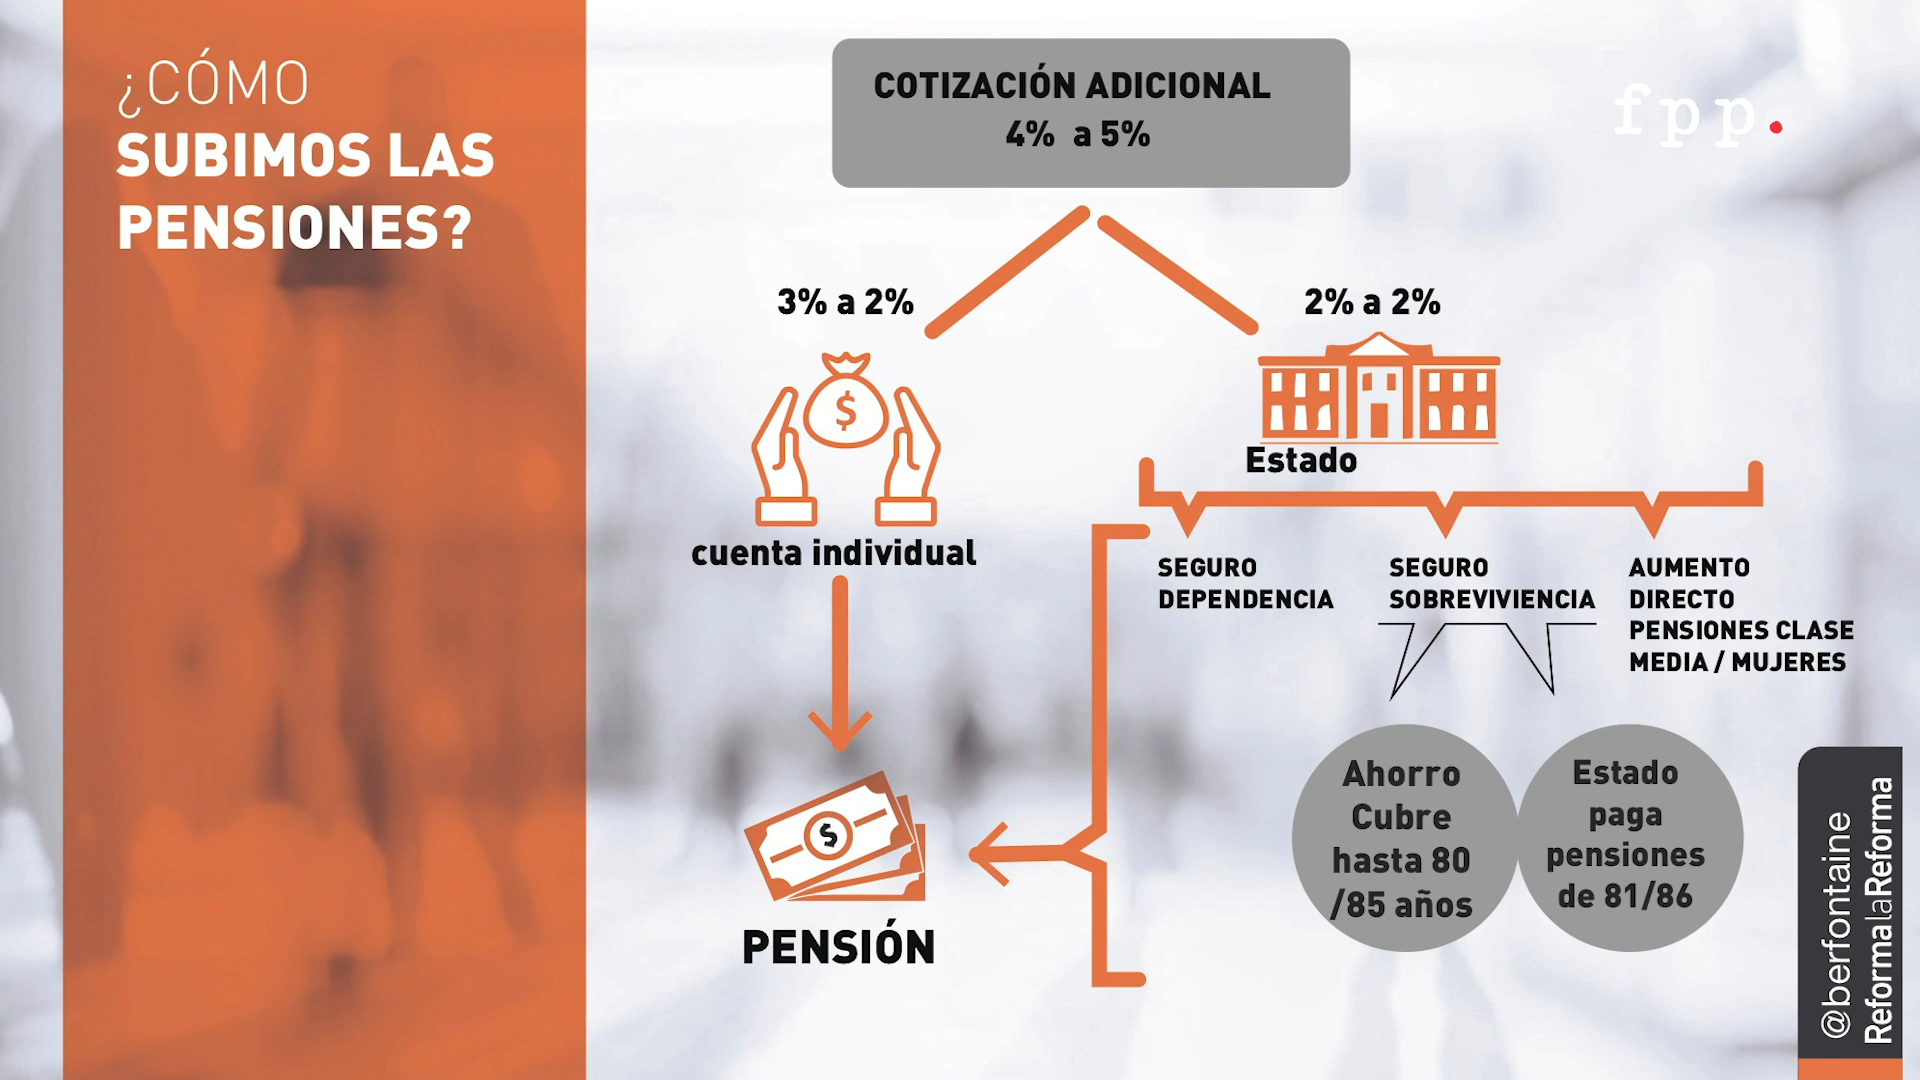 ¿CÓMO
SUBIMOS LAS
PENSIONES?
COTIZACIÓN ADICIONAL
4% a 5%
fpp.
3% a 2%
2% a 2%
$
Estado
cuenta individual
SEGURO
DEPENDENCIA
SEGURO
SOBREVIVIENCIA
AUMENTO
DIRECTO
PENSIONES CLASE
MEDIA / MUJERES
Ahorro
Cubre
hasta 80
/85 años
Estado
paga
pensiones
de 81/86
$
PENSIÓN
@berfontaine
ReformalaReforma